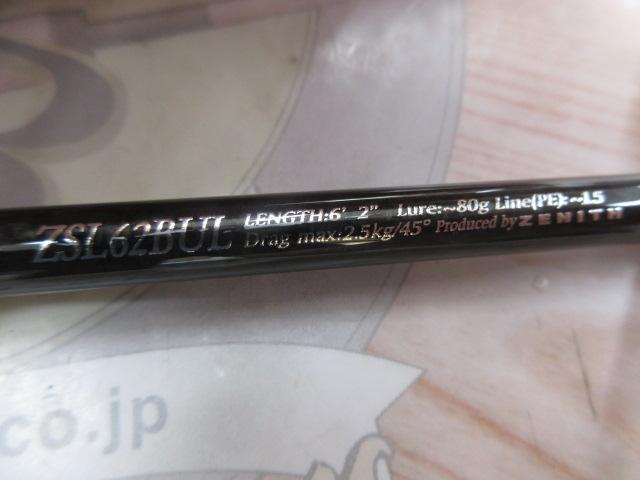 ZSL62BUL LENGTH:6' 2" Lure:~80g Line(PE):~1.5
Drag max:2.5kg/45° Produced by ZENITH
co.jp